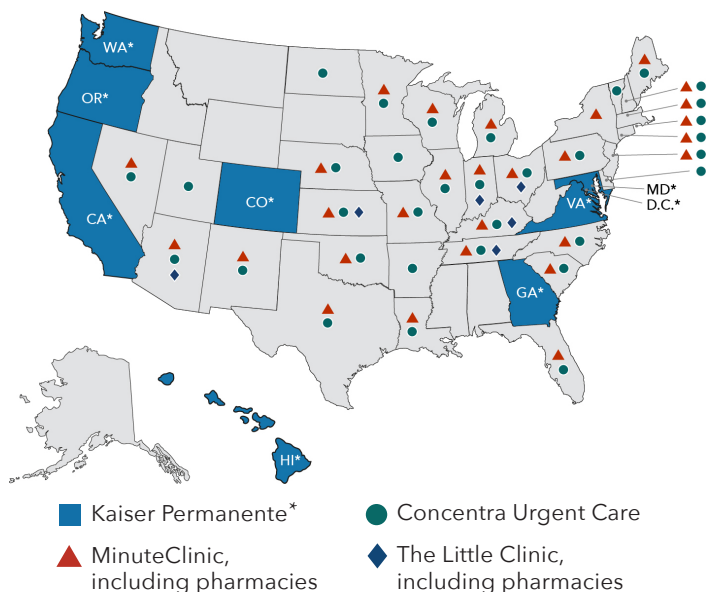 WA*
OR*
CA*
CO*
MD*
VA*
D.C.*
GA*
HI*
Kaiser Permanente*
Concentra Urgent Care
MinuteClinic,
including pharmacies
The Little Clinic,
including pharmacies